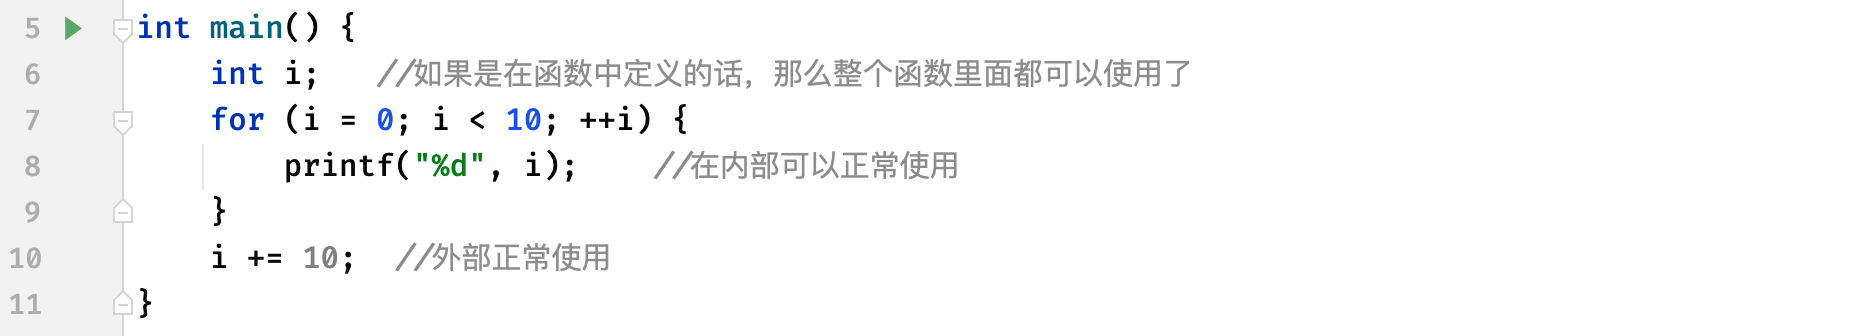 5 int main() {
6 int i; //如果是在函数中定义的话，那么整个函数里面都可以使用了
7 for (i = 0; i < 10; ++i) {
8 printf("%d", i); //在内部可以正常使用
9 }
10 i += 10; //外部正常使用
11 }